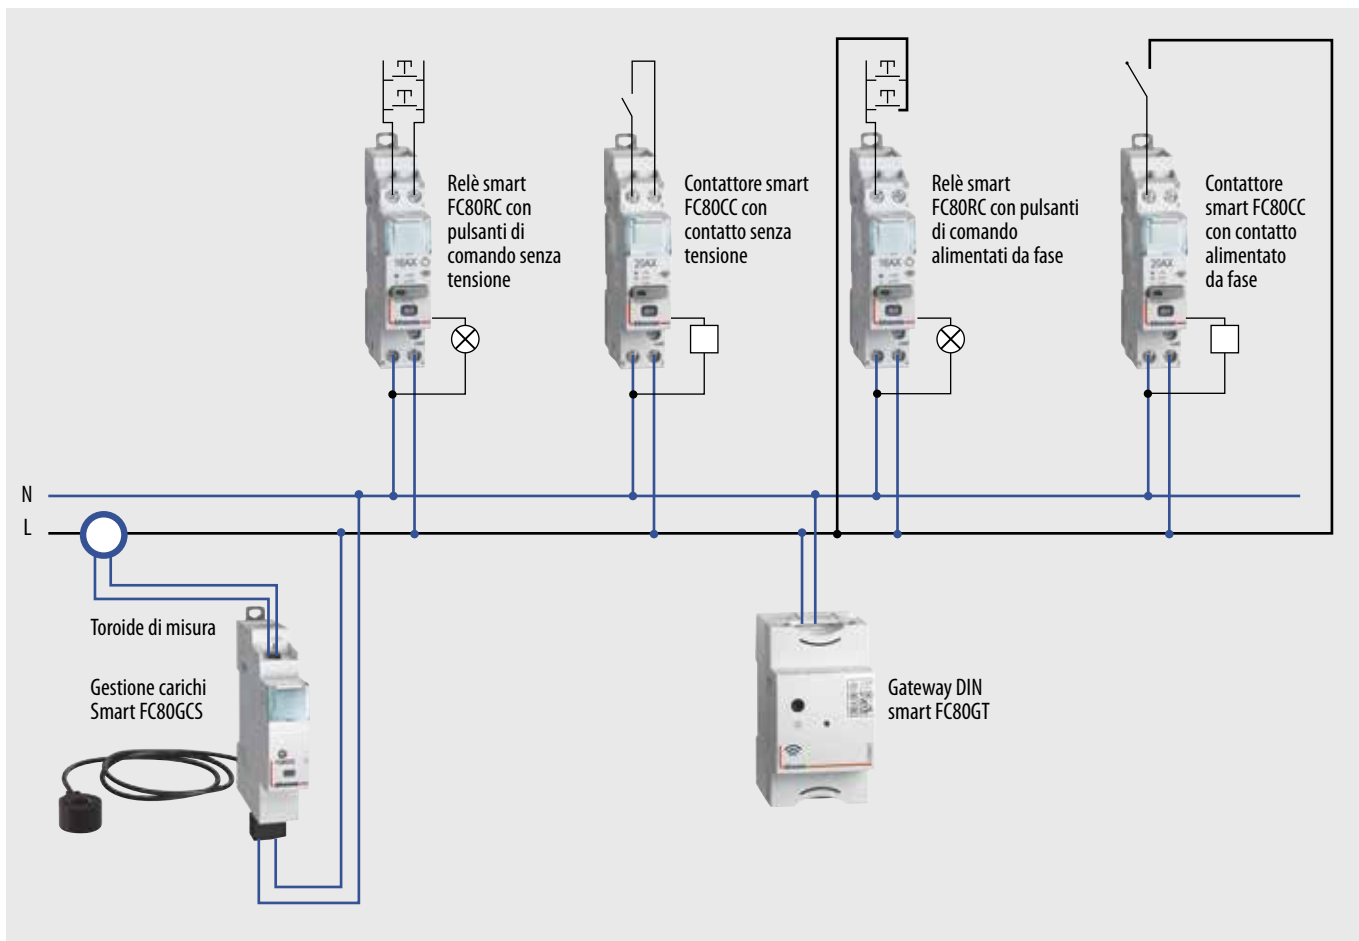 Relè smart
FC80RC con
pulsanti di
comando senza
tensione
Contattore smart
FC80CC con
contatto senza
tensione
Relè smart
FC80RC con pulsanti
di comando
alimentati da fase
Contattore
smart FC80CC
con contatto
alimentato
da fase
16AX
20AX
16AX
20AX
N
L
Toroide di misura
Gestione carichi
Smart FC80GCS
Gateway DIN
smart FC80GT